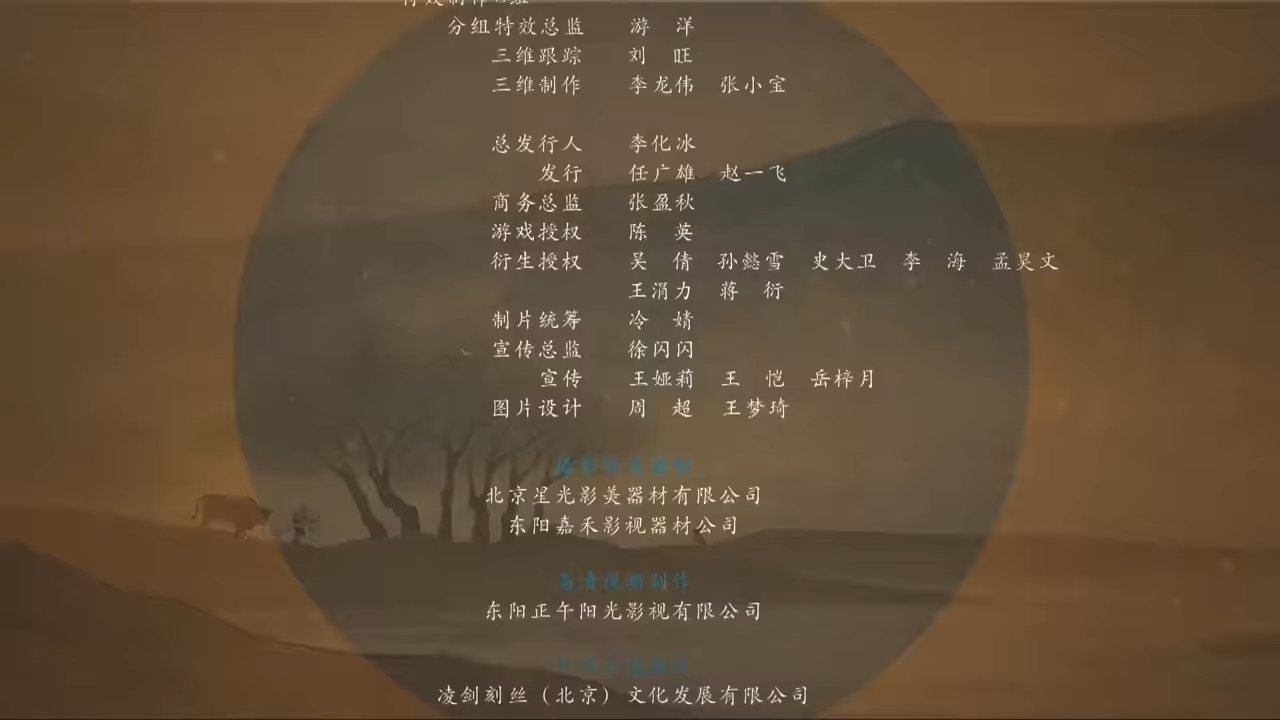 分组特效总监 游 洋
三维跟踪 刘 旺
三维制作 李龙伟 张小宝
总发行人 李化冰
发行 任广雄 赵一飞
商务总监 张盈秋
游戏授权 陈 英
衍生授权 吴 倩 孙懿雪 史大卫 李 海 孟昊文
王涓力 蒋 衍
制片统筹 冷 婧
宣传总监 徐闪闪
宣传 王娅莉 王 恺 岳梓月
图片设计 周 超 王梦琦
北京星光影美器材有限公司
东阳嘉禾影视器材公司
高清视频制作
东阳正午阳光影视有限公司
凌剑刻丝（北京）文化发展有限公司